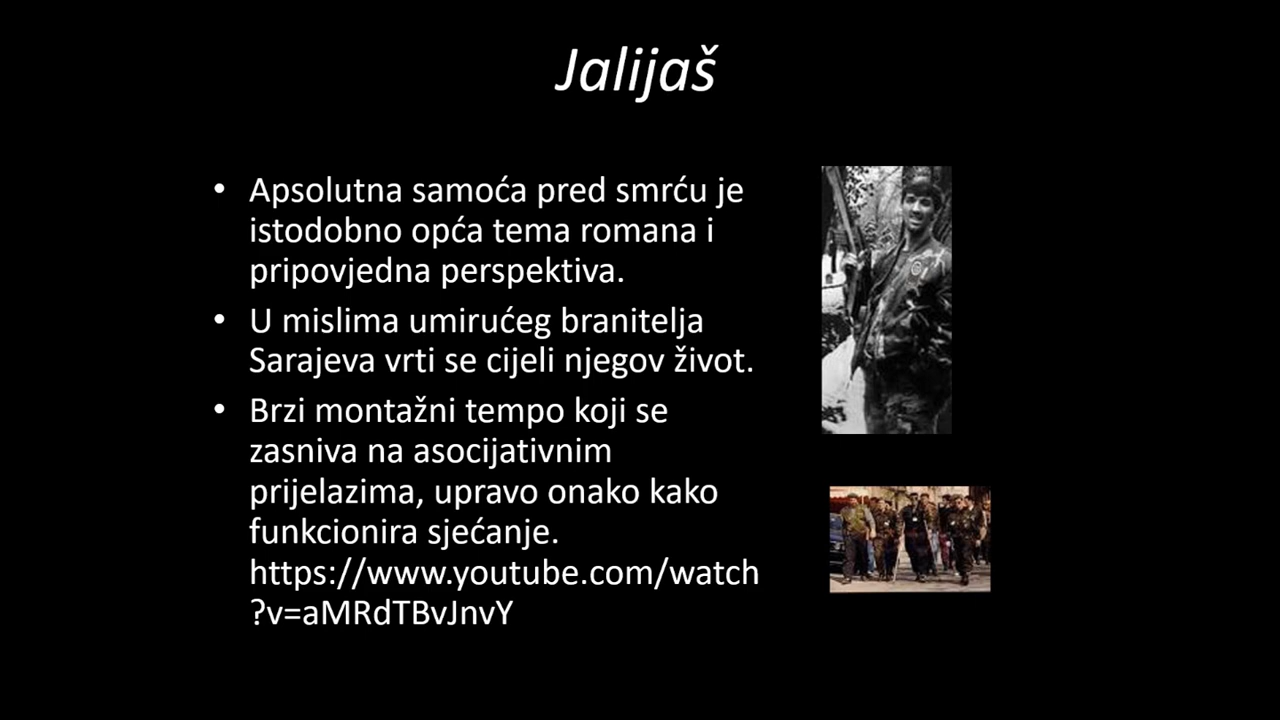 Jalijaš
• Apsolutna samoća pred smrću je
istodobno opća tema romana i
pripovjedna perspektiva.
• U mislima umirućeg branitelja
Sarajeva vrti se cijeli njegov život.
• Brzi montažni tempo koji se
zasniva na asocijativnim
prijelazima, upravo onako kako
funkcionira sjećanje.
https://www.youtube.com/watch
?v=aMRdTBvJnvY